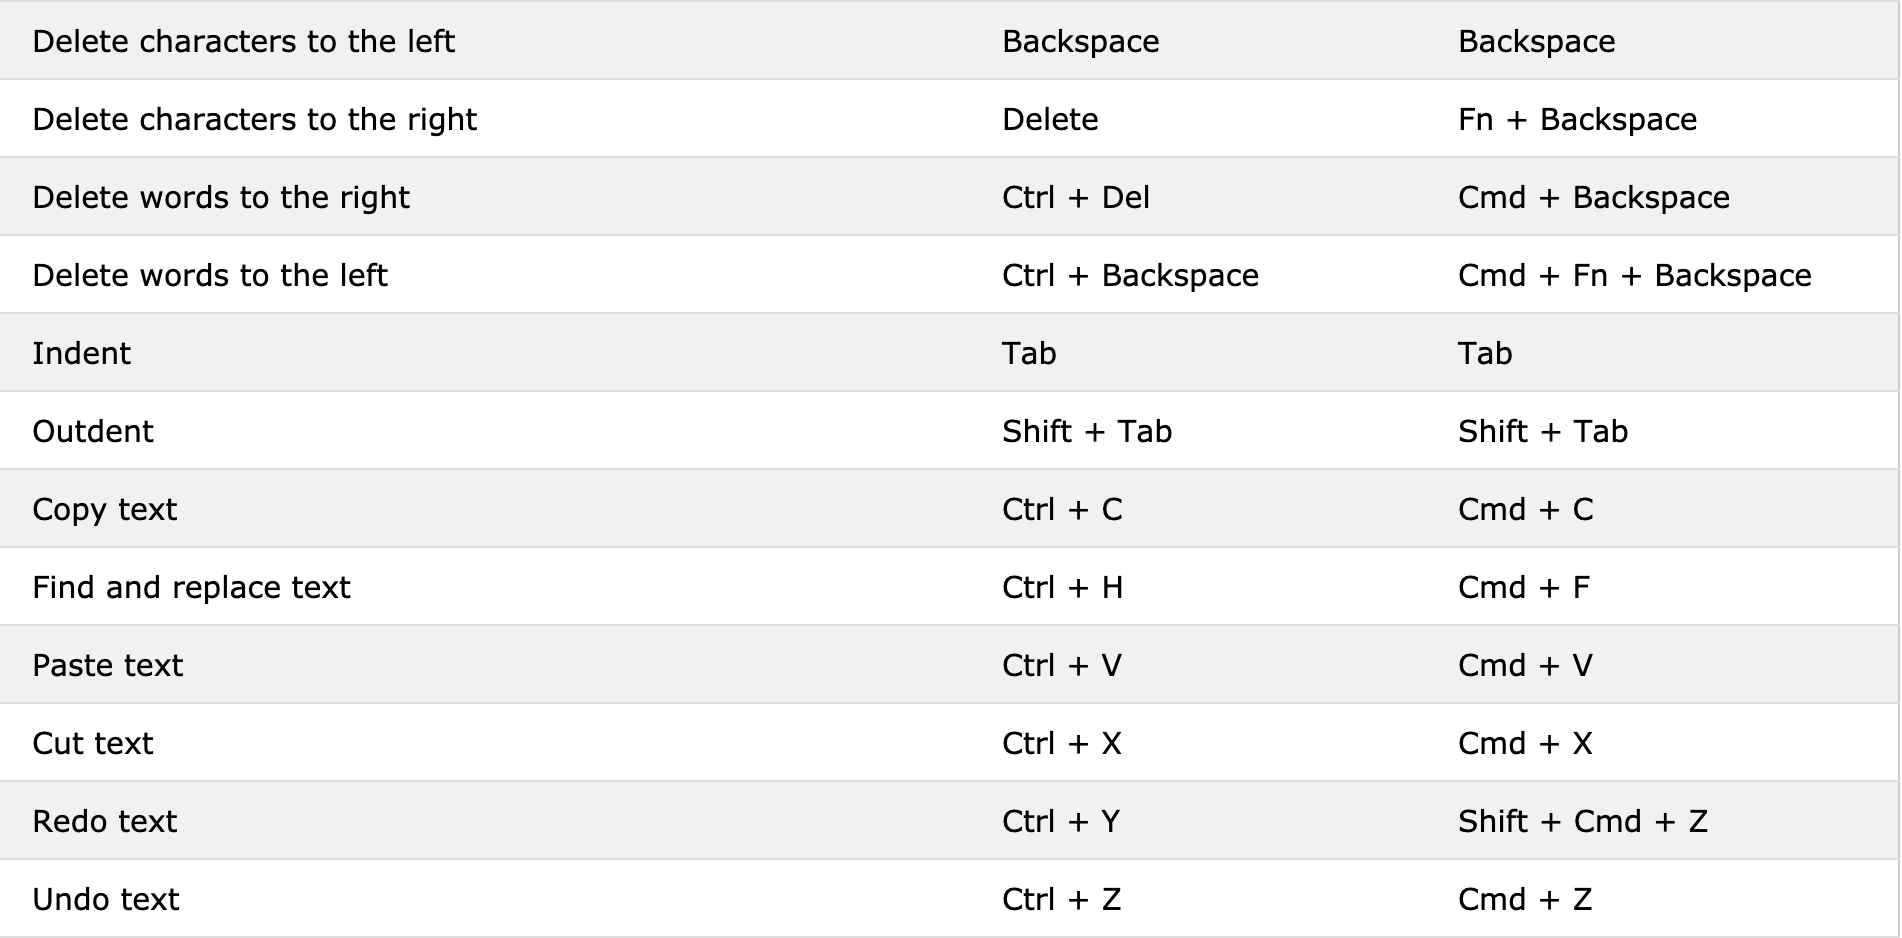 Delete characters to the left Backspace Backspace
Delete characters to the right Delete Fn + Backspace
Delete words to the right Ctrl + Del Cmd + Backspace
Delete words to the left Ctrl + Backspace Cmd + Fn + Backspace
Indent Tab Tab
Outdent Shift + Tab Shift + Tab
Copy text Ctrl + C Cmd + C
Find and replace text Ctrl + H Cmd + F
Paste text Ctrl + V Cmd + V
Cut text Ctrl + X Cmd + X
Redo text Ctrl + Y Shift + Cmd + Z
Undo text Ctrl + Z Cmd + Z